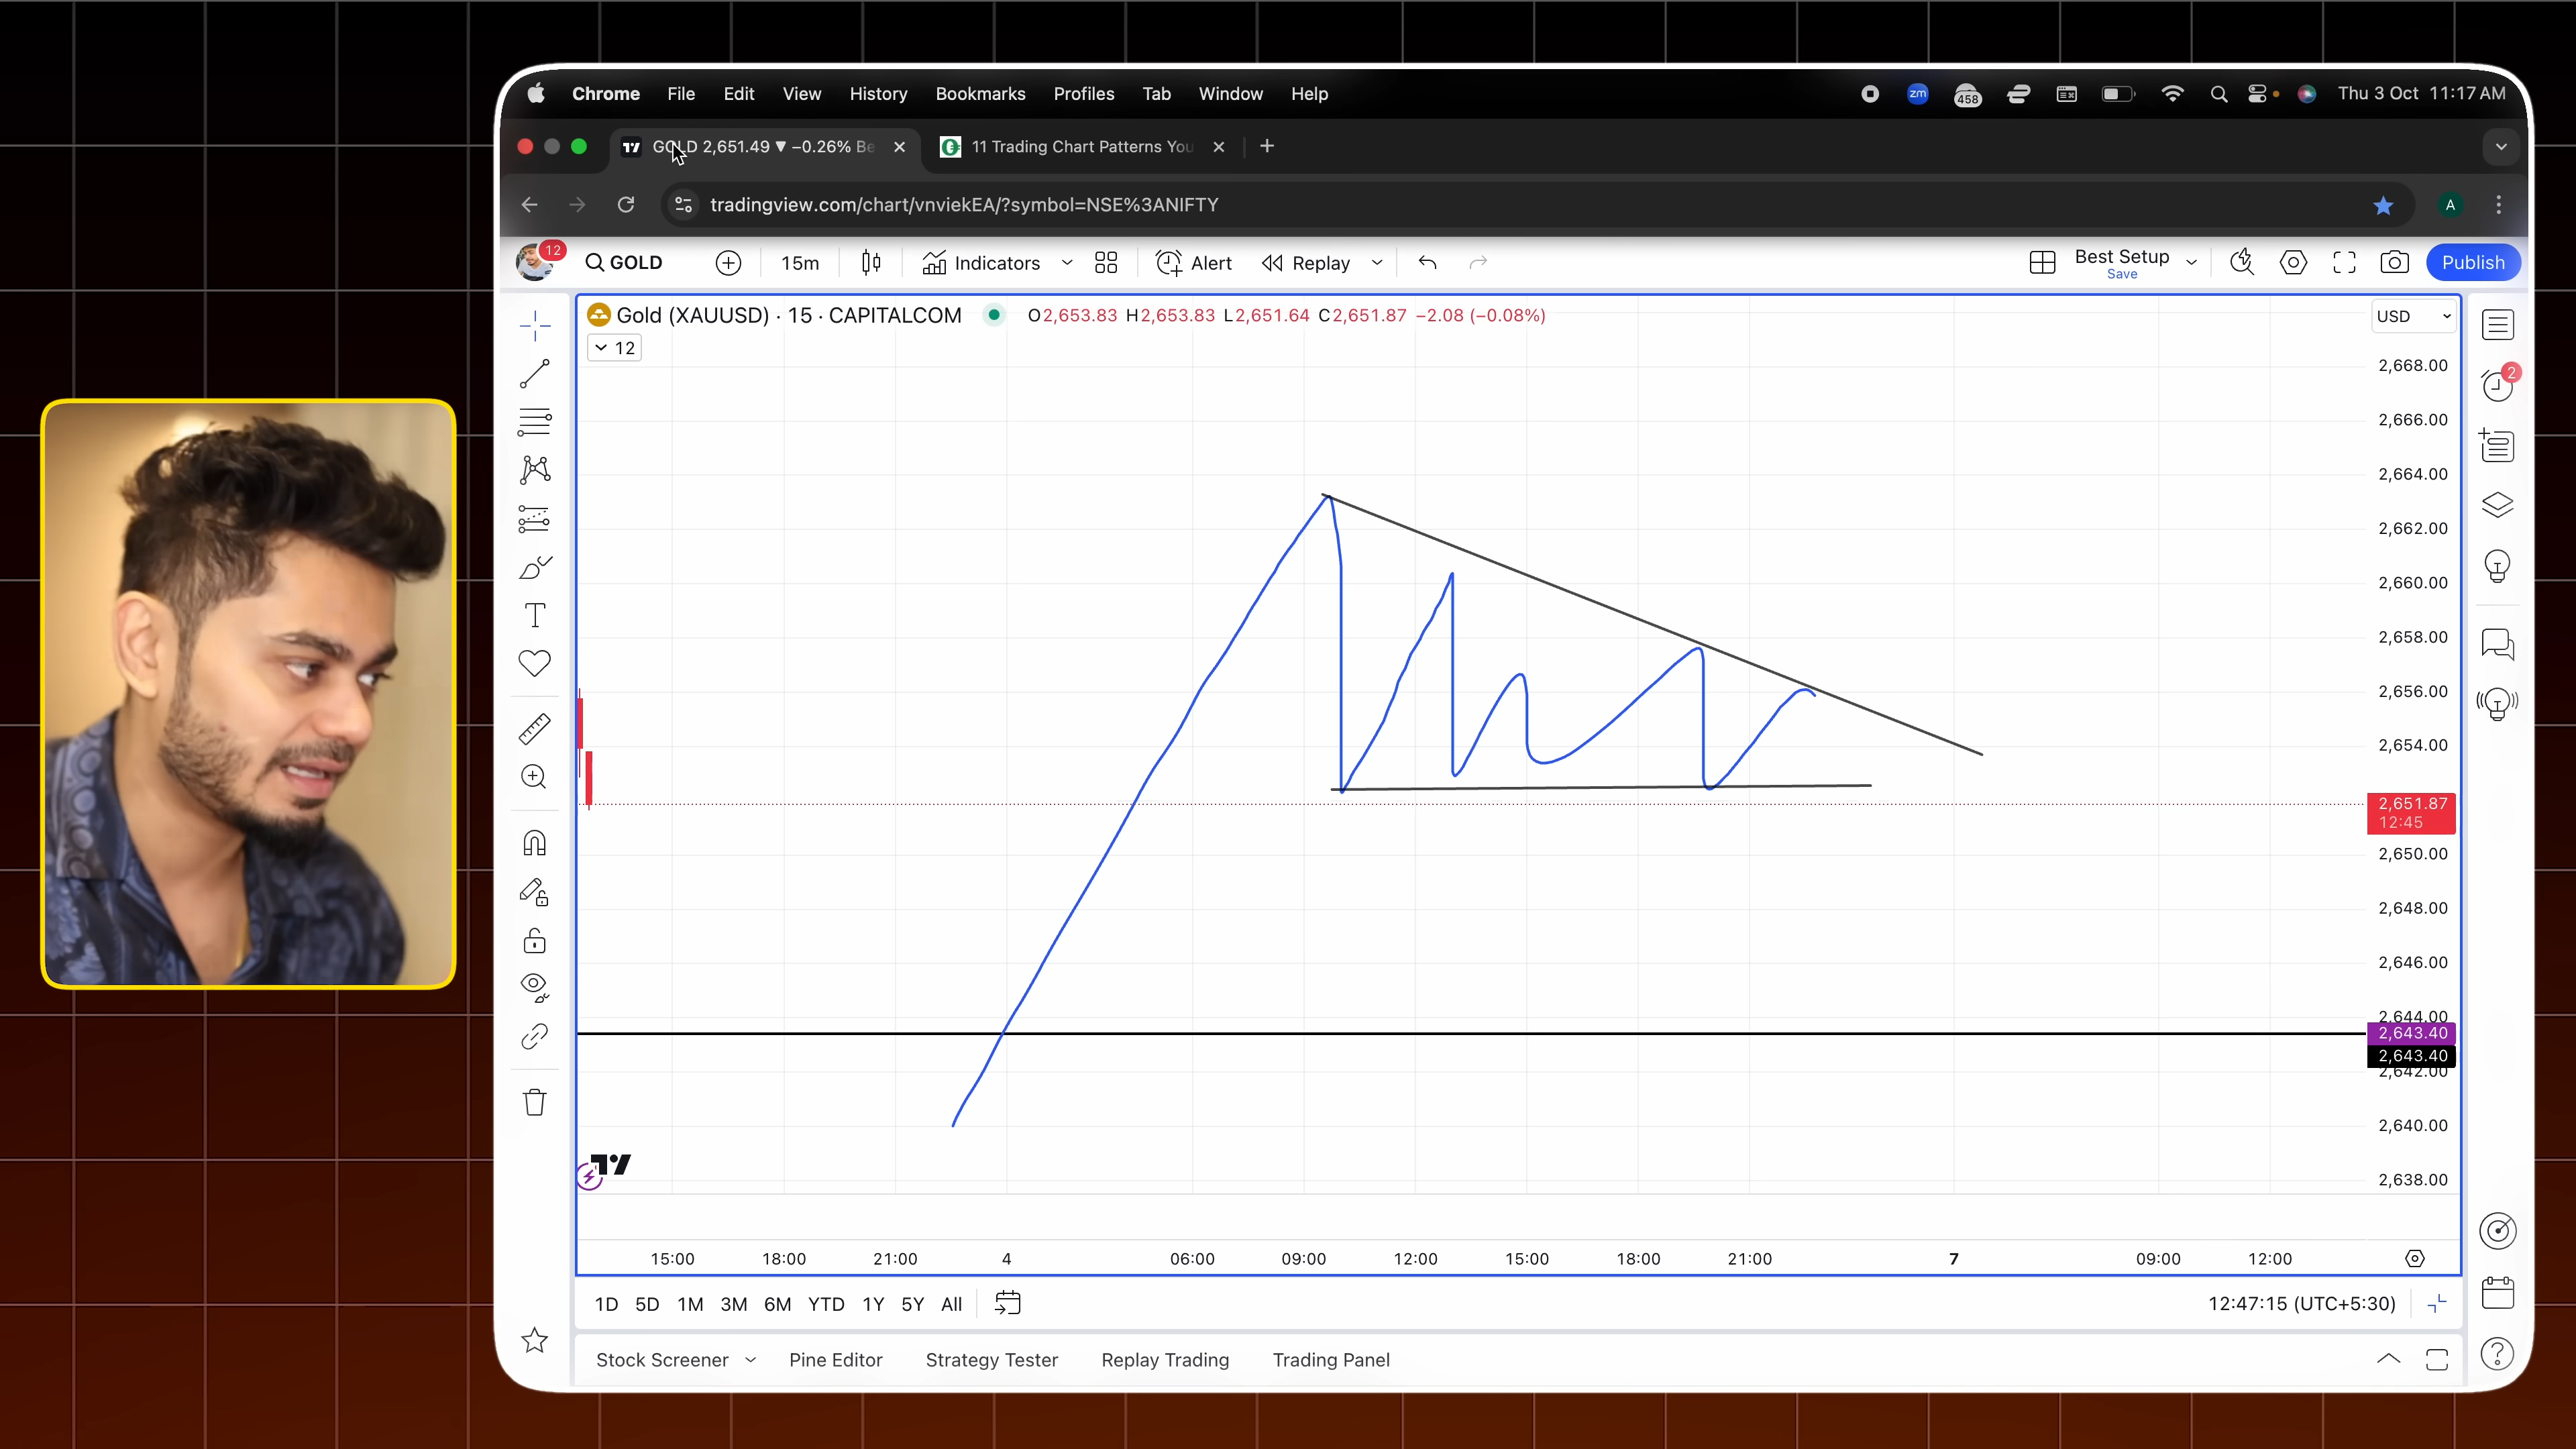 Chrome File Edit View History Bookmarks Profiles Tab Window Help
zm 458 Thu 3 Oct 11:17 AM
GOLD 2,651.49 ▼ −0.26% Be
11 Trading Chart Patterns You
tradingview.com/chart/vnviekEA/?symbol=NSE%3ANIFTY
A
12 GOLD 15m Indicators Alert Replay Best Setup Save Publish
Gold (XAUUSD) · 15 · CAPITALCOM O2,653.83 H2,653.83 L2,651.64 C2,651.87 −2.08 (−0.08%)
USD
12
2
2,668.00
2,666.00
2,664.00
2,662.00
2,660.00
2,658.00
2,656.00
2,654.00
2,651.87
12:45
2,650.00
2,648.00
2,646.00
2,644.00
2,643.40
2,643.40
2,642.00
2,640.00
2,638.00
15:00 18:00 21:00 4 06:00 09:00 12:00 15:00 18:00 21:00 7 09:00 12:00
1D 5D 1M 3M 6M YTD 1Y 5Y All 12:47:15 (UTC+5:30)
Stock Screener Pine Editor Strategy Tester Replay Trading Trading Panel